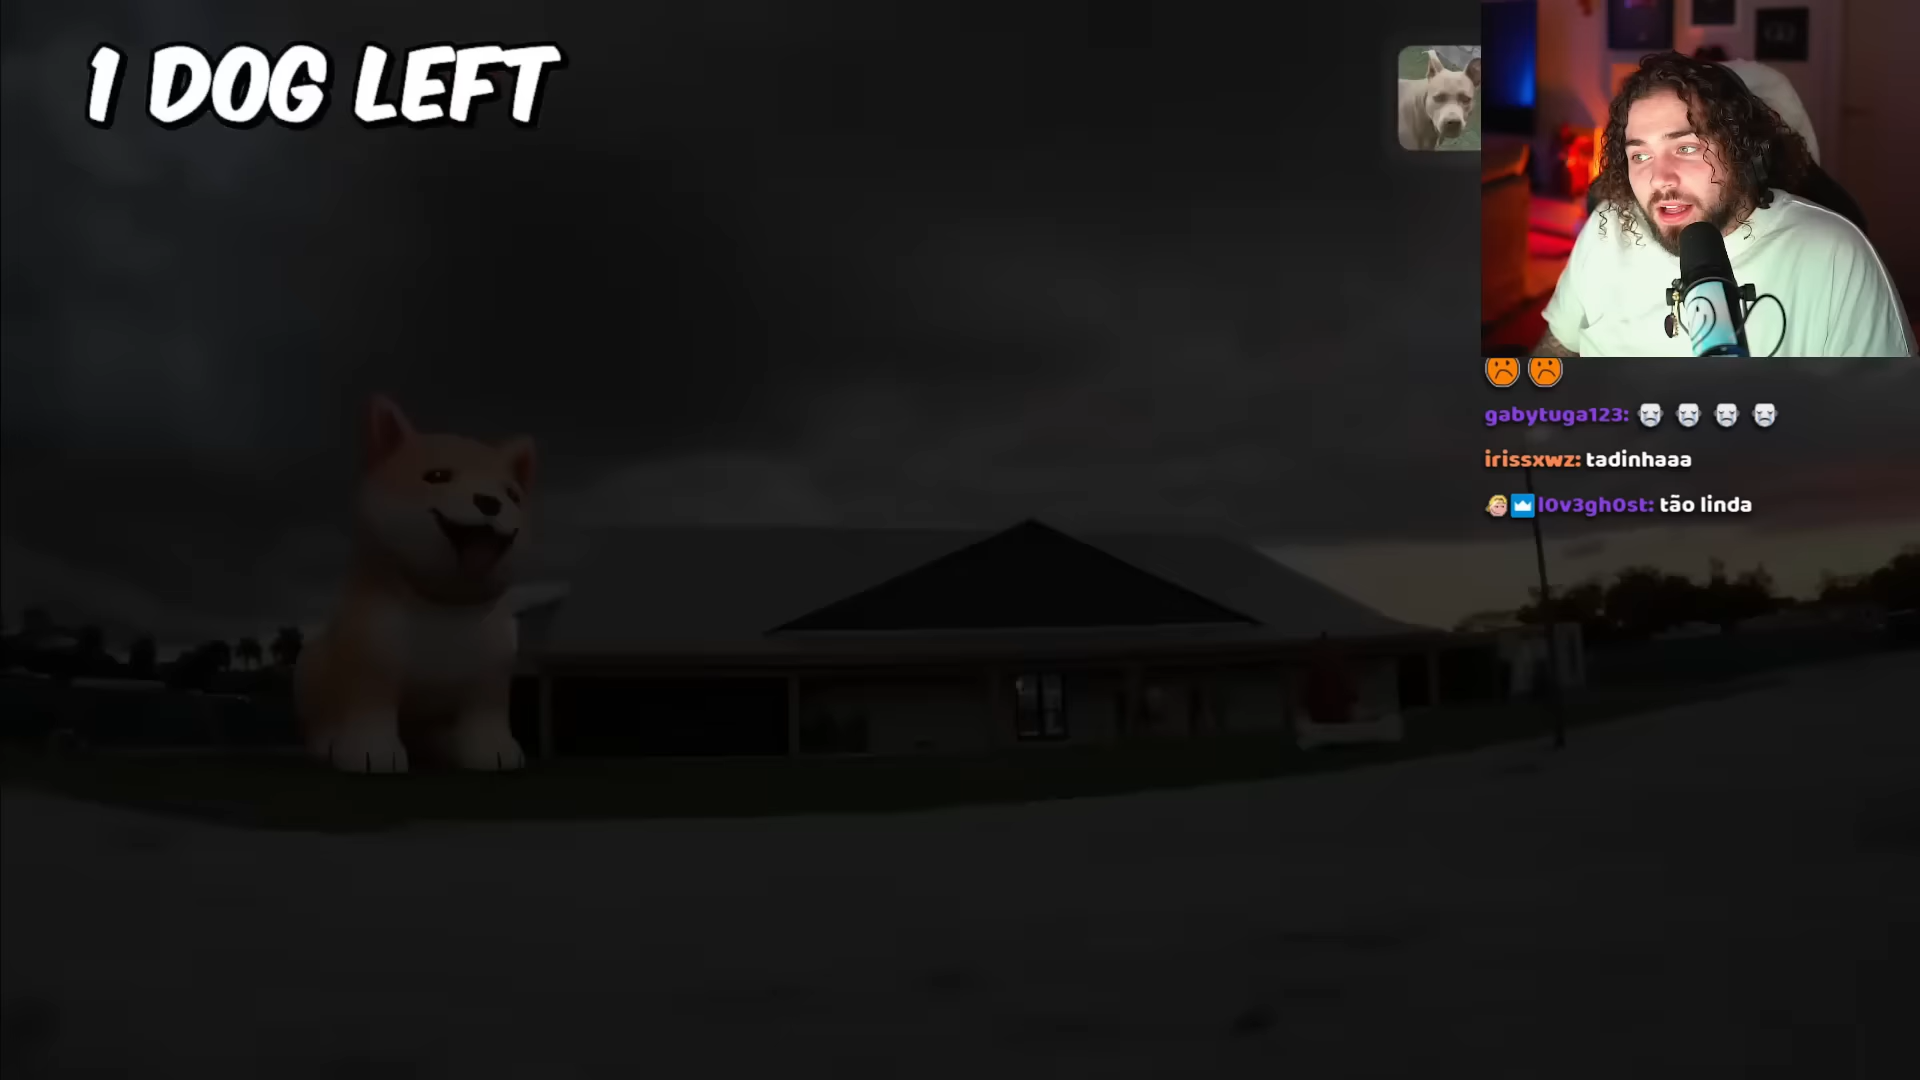 1 DOG LEFT
gabytuga123:
irissxwz: tadinhaaa
l0v3gh0st: tão linda